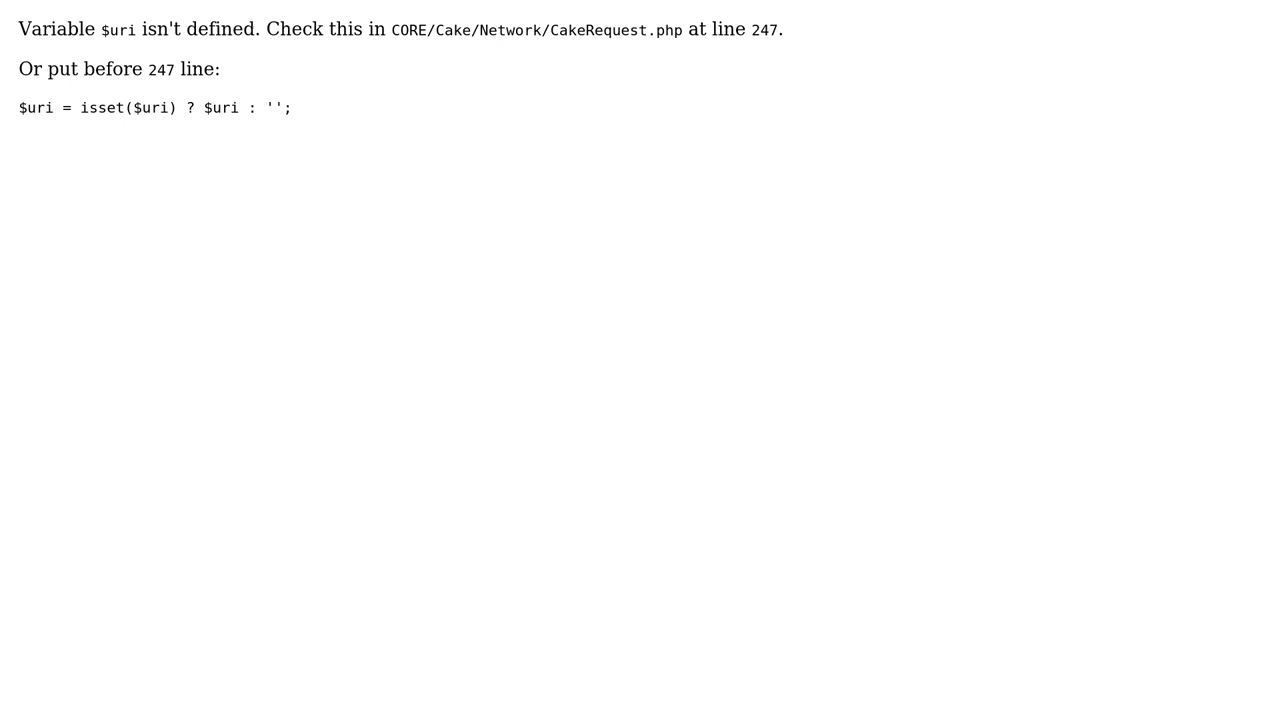 Variable $uri isn't defined. Check this in CORE/Cake/Network/CakeRequest.php at line 247.
Or put before 247 line:
$uri = isset($uri) ? $uri : '';